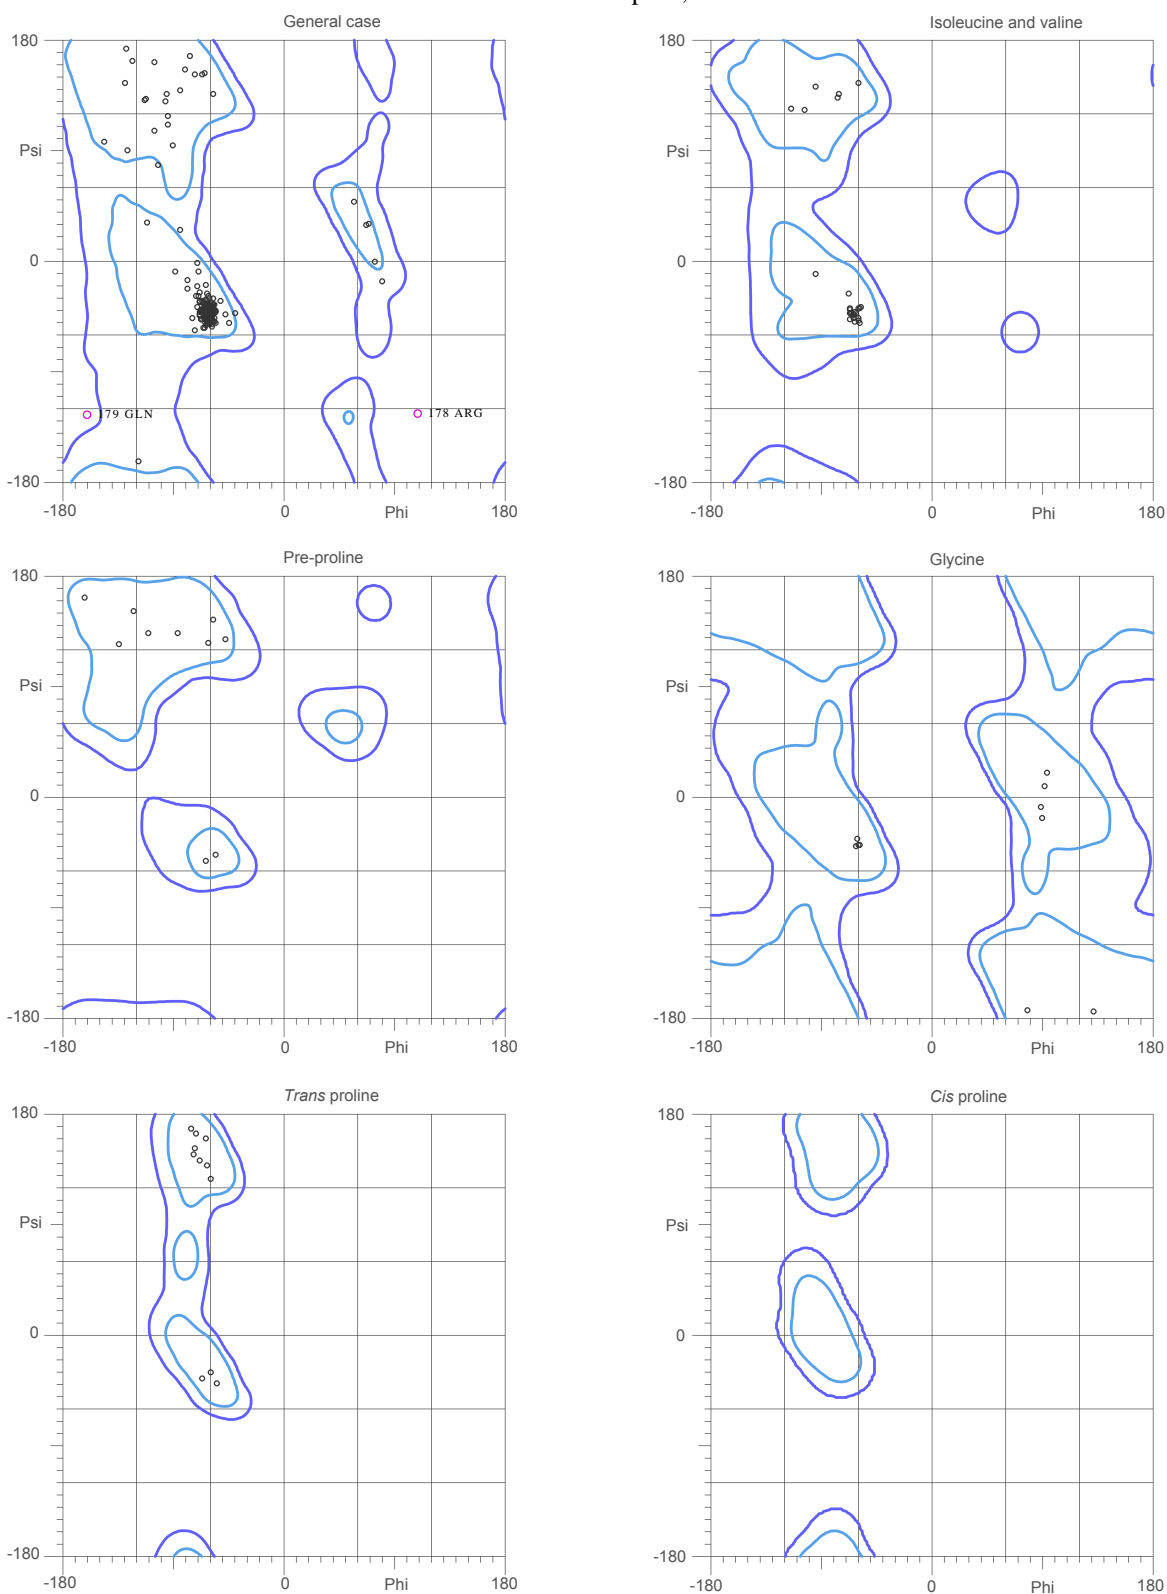 General case
Isoleucine and valine
180
180
Psi
Psi
0
0
179 GLN
178 ARG
-180
-180
-180
0
Phi
180
-180
0
Phi
180
Pre-proline
Glycine
180
180
Psi
Psi
0
0
-180
-180
-180
0
Phi
180
-180
0
Phi
180
Trans proline
Cis proline
180
180
Psi
Psi
0
0
-180
-180
-180
0
Phi
180
-180
0
Phi
180